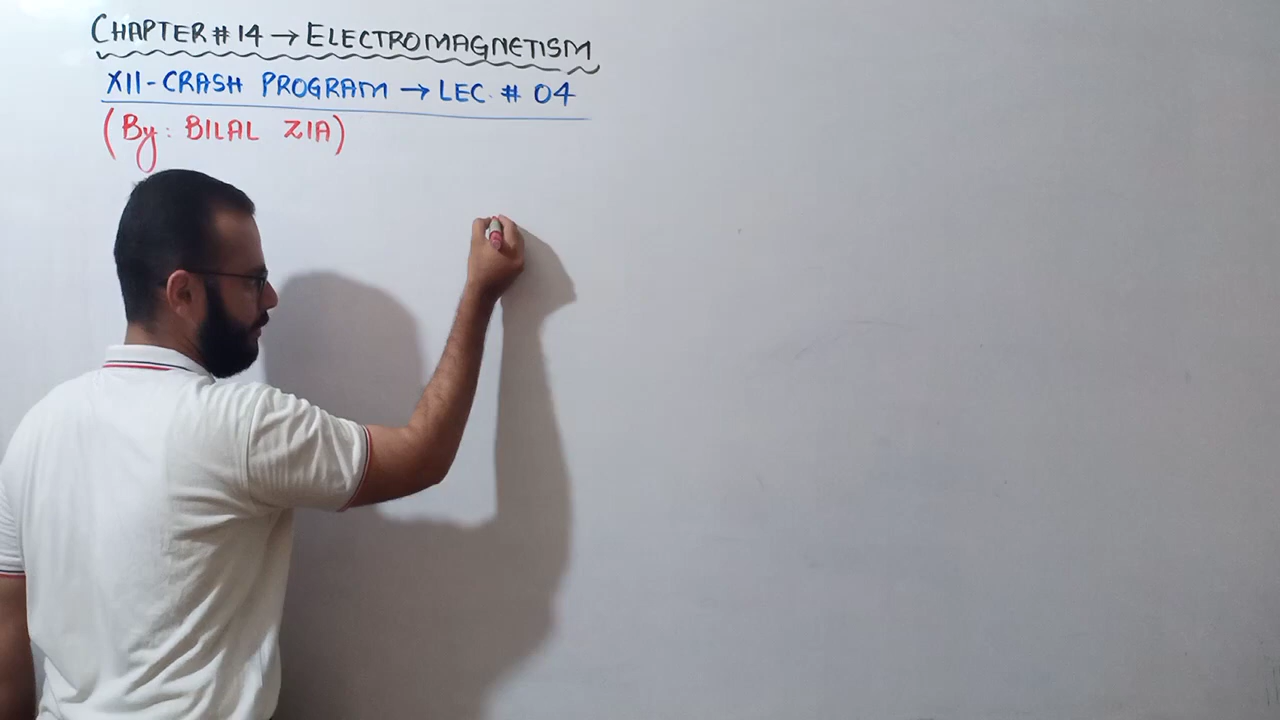 CHAPTER # 14 → ELECTROMAGNETISM
XII-CRASH PROGRAM → LEC. # 04
(By: BILAL ZIA)